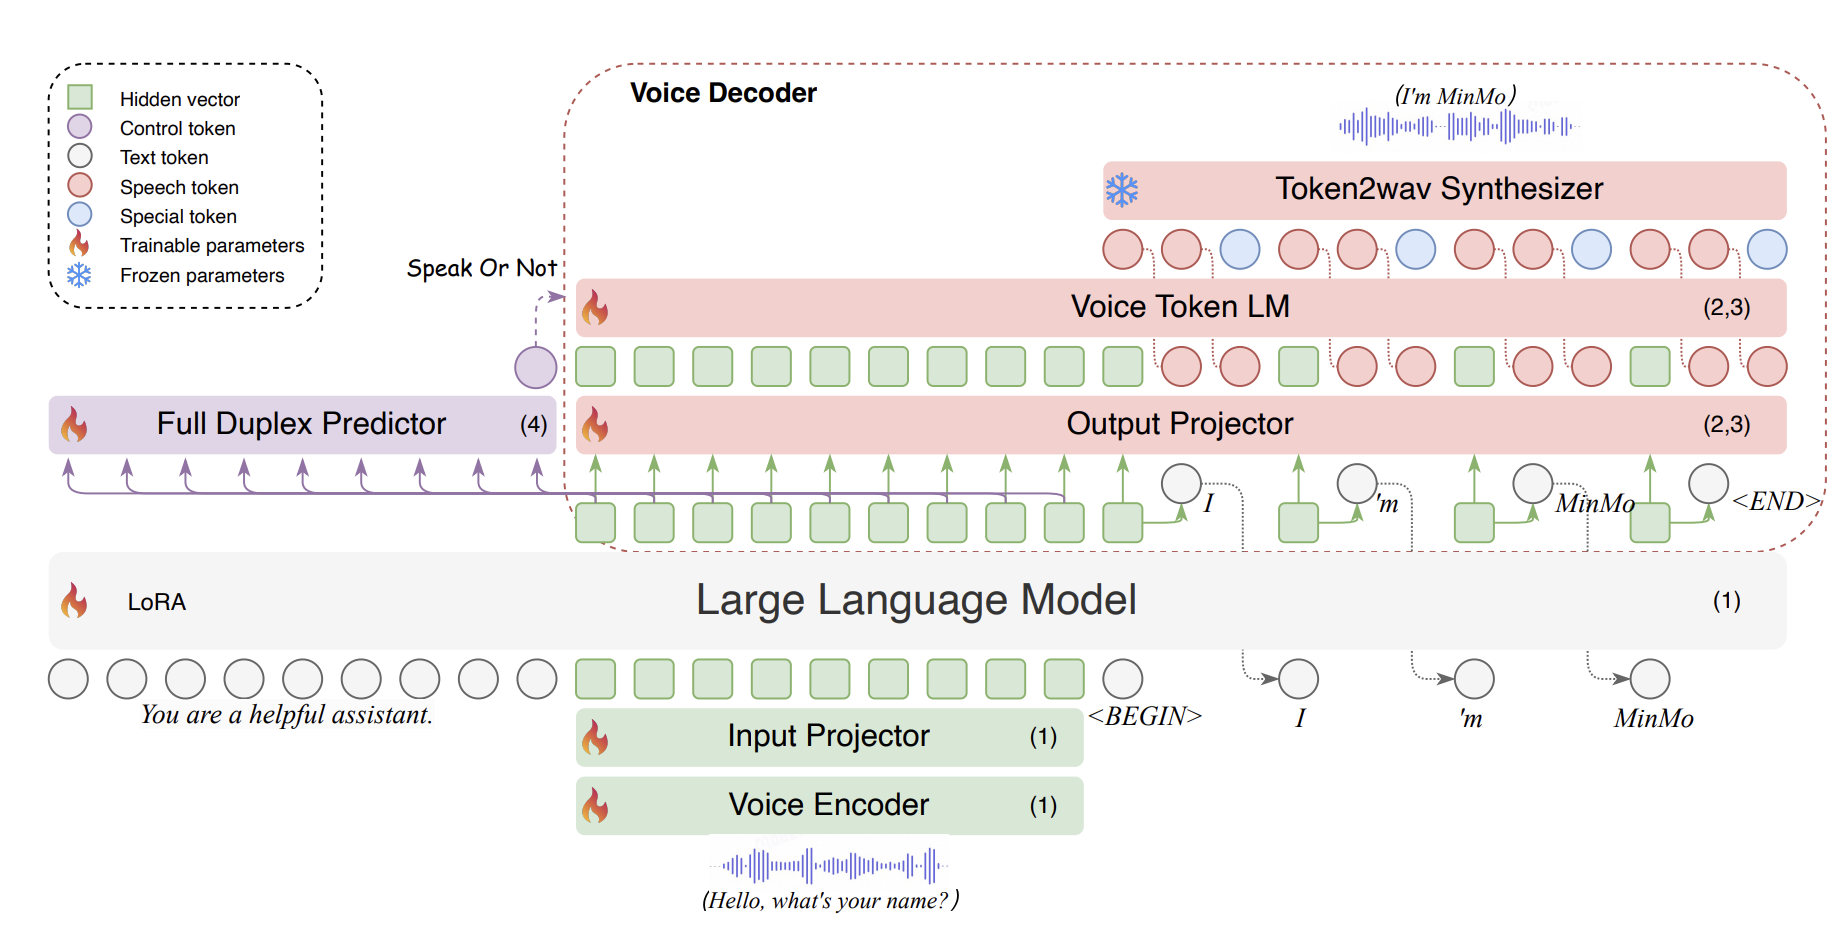 Hidden vector
Control token
Text token
Speech token
Special token
Trainable parameters
Frozen parameters
Voice Decoder
(I'm MinMo)
Token2wav Synthesizer
Speak Or Not
Voice Token LM (2,3)
Full Duplex Predictor (4)
Output Projector (2,3)
I 'm MinMo <END>
LoRA Large Language Model (1)
You are a helpful assistant.
<BEGIN> I 'm MinMo
Input Projector (1)
Voice Encoder (1)
(Hello, what's your name?)